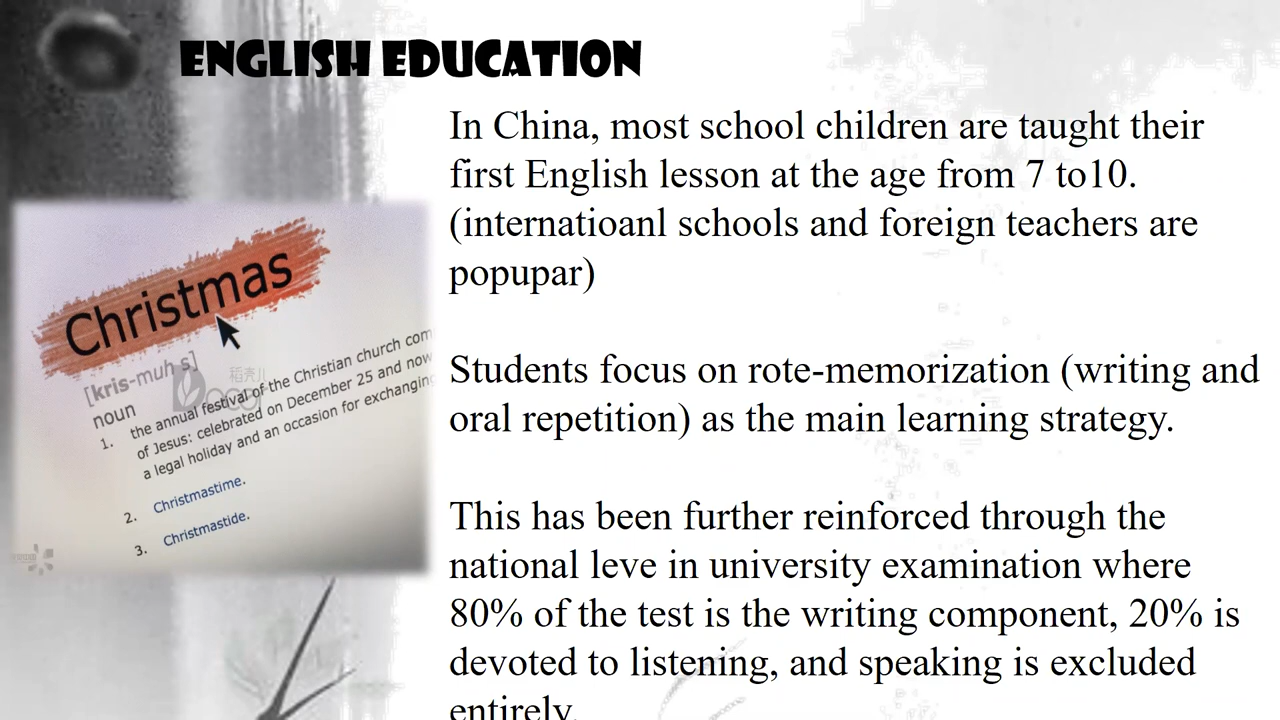 ENGLISH EDUCATION
In China, most school children are taught their
first English lesson at the age from 7 to10.
(internatioanl schools and foreign teachers are
popupar)
Students focus on rote-memorization (writing and
oral repetition) as the main learning strategy.
This has been further reinforced through the
national leve in university examination where
80% of the test is the writing component, 20% is
devoted to listening, and speaking is excluded
entirely.
Christmas
[kris-muh s]
noun
1. the annual festival of the Christian church com
of Jesus: celebrated on December 25 and now
a legal holiday and an occasion for exchanging
2. Christmastime.
3. Christmastide.
稻壳儿